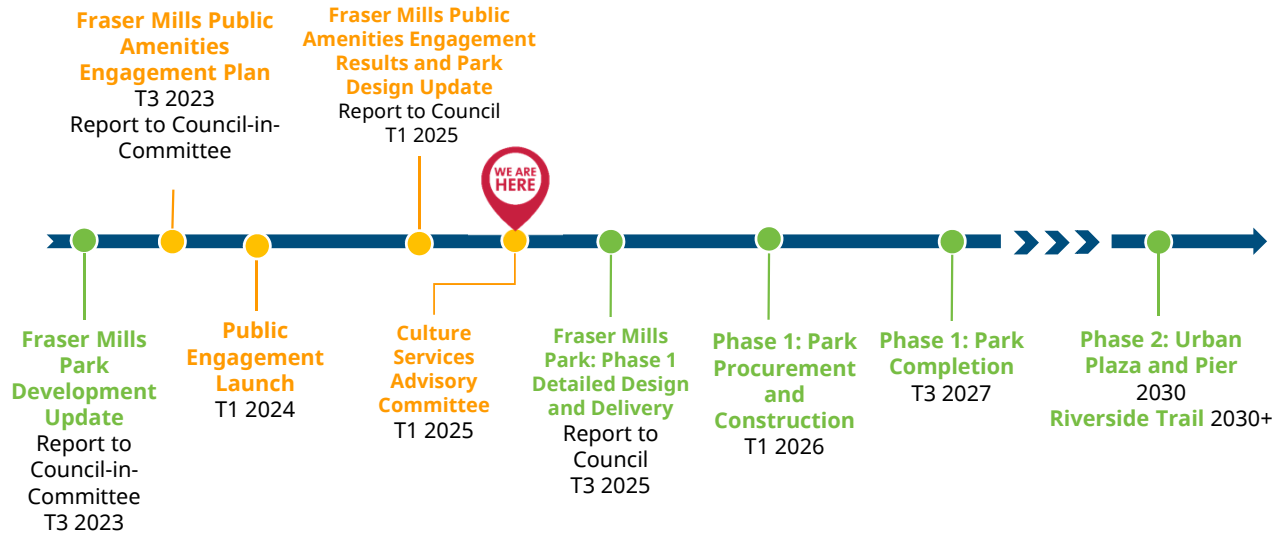 Fraser Mills Public
Amenities
Engagement Plan
T3 2023
Report to Council-in-
Committee
Fraser Mills Public
Amenities Engagement
Results and Park
Design Update
Report to Council
T1 2025
WE ARE
HERE
Fraser Mills
Park
Development
Update
Report to
Council-in-
Committee
T3 2023
Public
Engagement
Launch
T1 2024
Culture
Services
Advisory
Committee
T1 2025
Fraser Mills
Park: Phase 1
Detailed Design
and Delivery
Report to
Council
T3 2025
Phase 1: Park
Procurement
and
Construction
T1 2026
Phase 1: Park
Completion
T3 2027
Phase 2: Urban
Plaza and Pier
2030
Riverside Trail 2030+